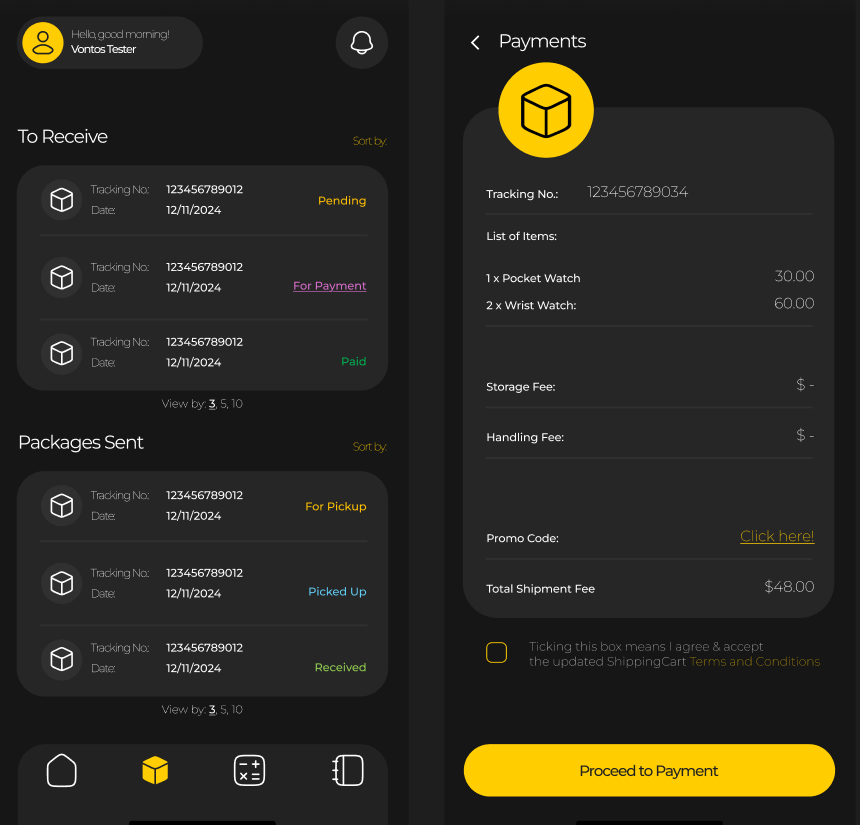 Hello, good morning!
Vontos Tester
To Receive
Sort by:
Tracking No.: 123456789012
Date: 12/11/2024
Pending
Tracking No.: 123456789012
Date: 12/11/2024
For Payment
Tracking No.: 123456789012
Date: 12/11/2024
Paid
View by: 3, 5, 10
Packages Sent
Sort by:
Tracking No.: 123456789012
Date: 12/11/2024
For Pickup
Tracking No.: 123456789012
Date: 12/11/2024
Picked Up
Tracking No.: 123456789012
Date: 12/11/2024
Received
View by: 3, 5, 10
Payments
Tracking No.: 123456789034
List of Items:
1 x Pocket Watch 30.00
2 x Wrist Watch: 60.00
Storage Fee: $ -
Handling Fee: $ -
Promo Code: Click here!
Total Shipment Fee $48.00
Ticking this box means I agree & accept
the updated ShippingCart Terms and Conditions
Proceed to Payment